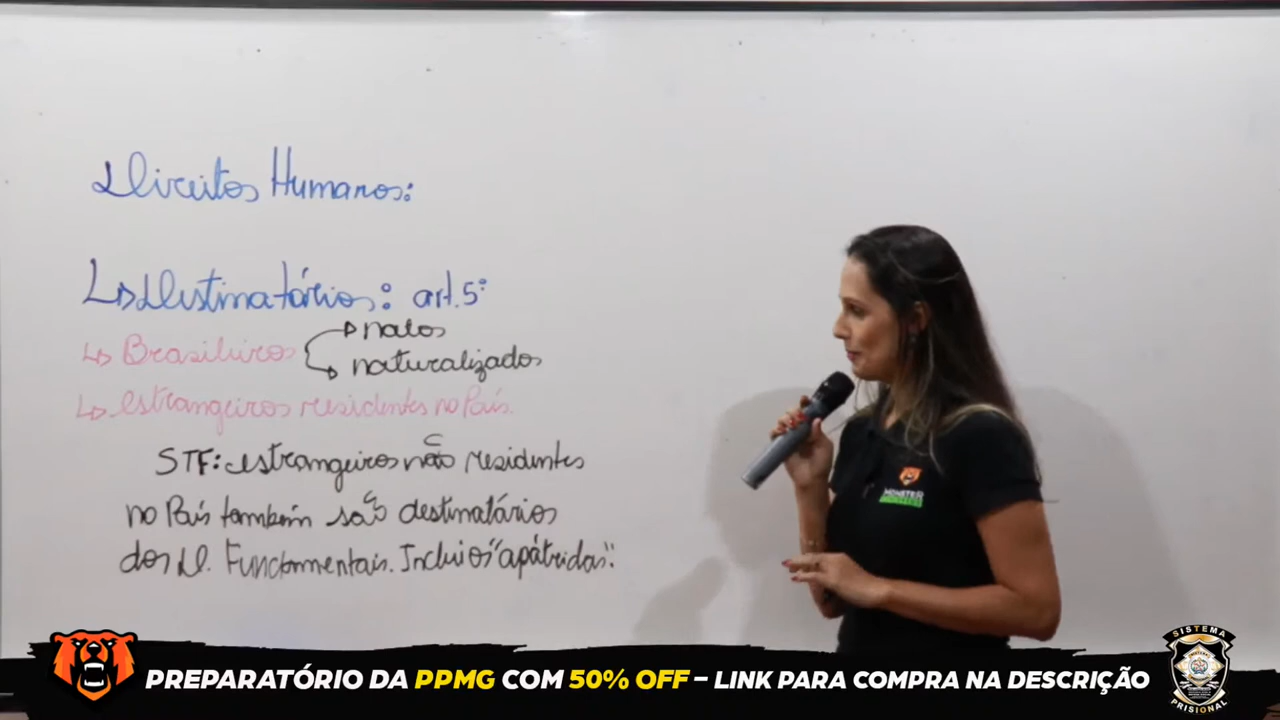 Direitos Humanos:
↳ Destinatários: art. 5º
↳ Brasileiros → natos
→ naturalizados
↳ estrangeiros residentes no País.
STF: estrangeiros não residentes
no País também são destinatários
dos D. Fundamentais. Inclui os "apátridas".
MONSTER
PREPARATÓRIO DA PPMG COM 50% OFF – LINK PARA COMPRA NA DESCRIÇÃO
SISTEMA
PRISIONAL